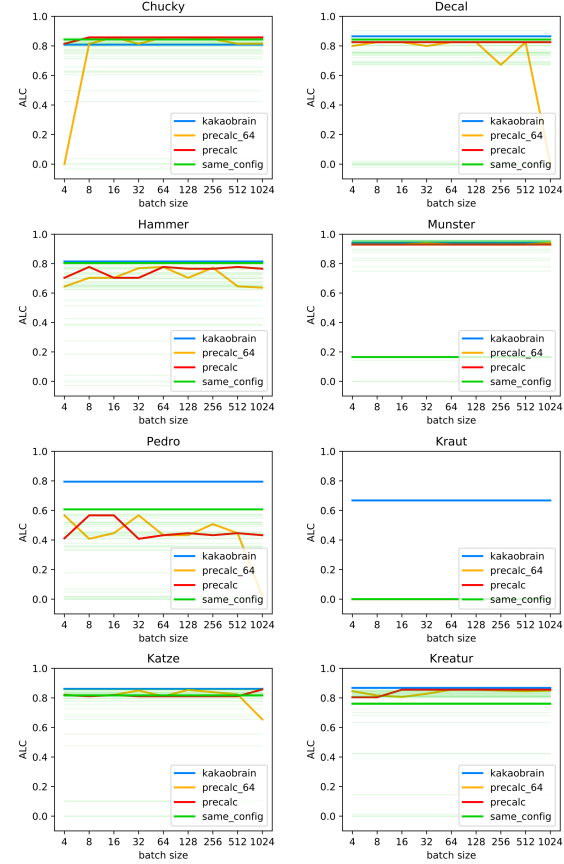 Chucky
ALC
1.0
0.8
0.6
0.4
0.2
0.0
kakaobrain
precalc_64
precalc
same_config
4 8 16 32 64 128 256 512 1024
batch size
Decal
ALC
1.0
0.8
0.6
0.4
0.2
0.0
kakaobrain
precalc_64
precalc
same_config
4 8 16 32 64 128 256 512 1024
batch size
Hammer
ALC
1.0
0.8
0.6
0.4
0.2
0.0
kakaobrain
precalc_64
precalc
same_config
4 8 16 32 64 128 256 512 1024
batch size
Munster
ALC
1.0
0.8
0.6
0.4
0.2
0.0
kakaobrain
precalc_64
precalc
same_config
4 8 16 32 64 128 256 512 1024
batch size
Pedro
ALC
1.0
0.8
0.6
0.4
0.2
0.0
kakaobrain
precalc_64
precalc
same_config
4 8 16 32 64 128 256 512 1024
batch size
Kraut
ALC
1.0
0.8
0.6
0.4
0.2
0.0
kakaobrain
precalc_64
precalc
same_config
4 8 16 32 64 128 256 512 1024
batch size
Katze
ALC
1.0
0.8
0.6
0.4
0.2
0.0
kakaobrain
precalc_64
precalc
same_config
4 8 16 32 64 128 256 512 1024
batch size
Kreatur
ALC
1.0
0.8
0.6
0.4
0.2
0.0
kakaobrain
precalc_64
precalc
same_config
4 8 16 32 64 128 256 512 1024
batch size